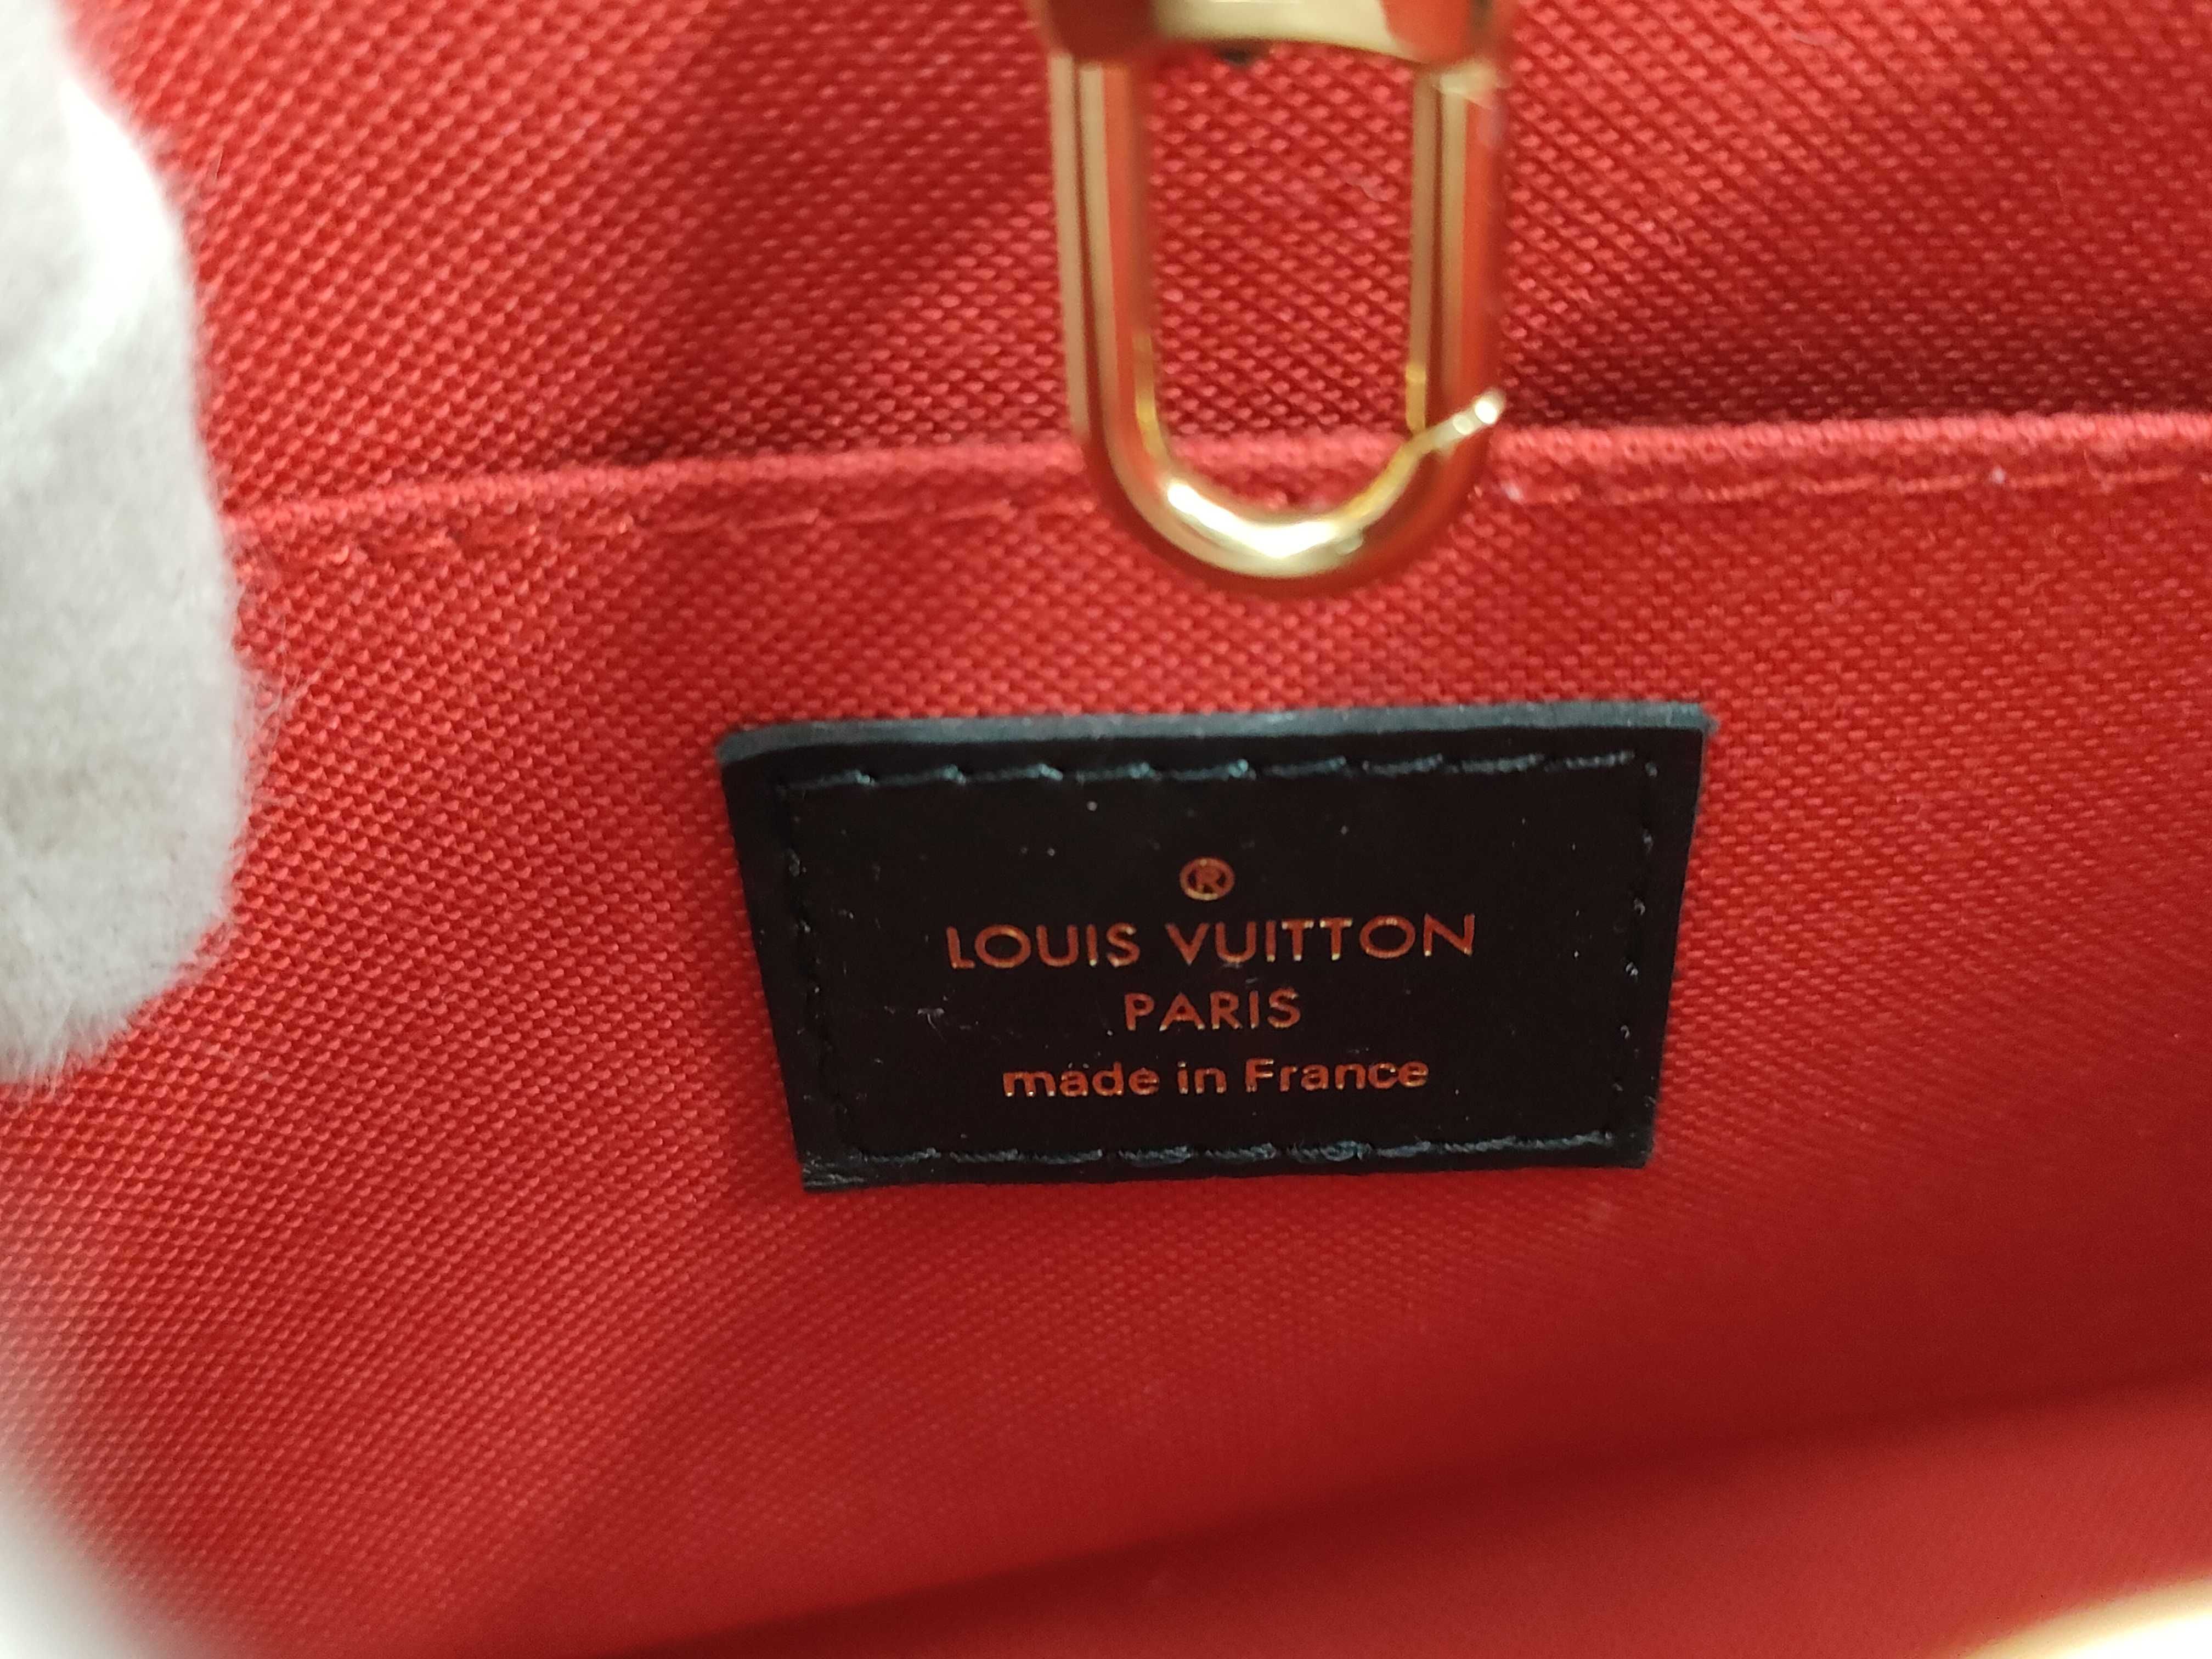 ®
LOUIS VUITTON
PARIS
made in France